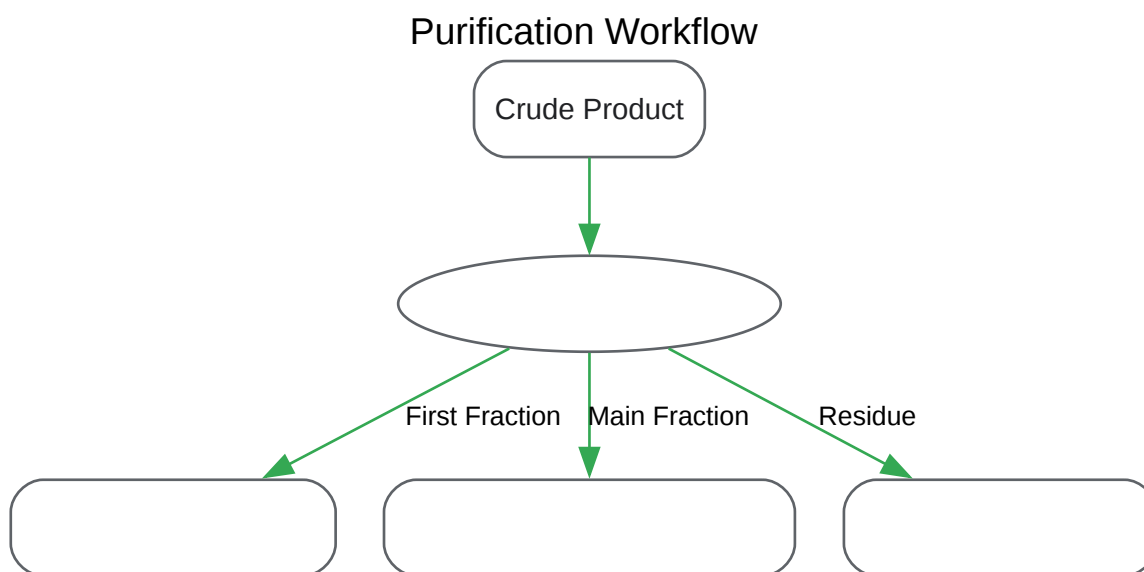 Purification Workflow
Crude Product
First Fraction
Main Fraction
Residue